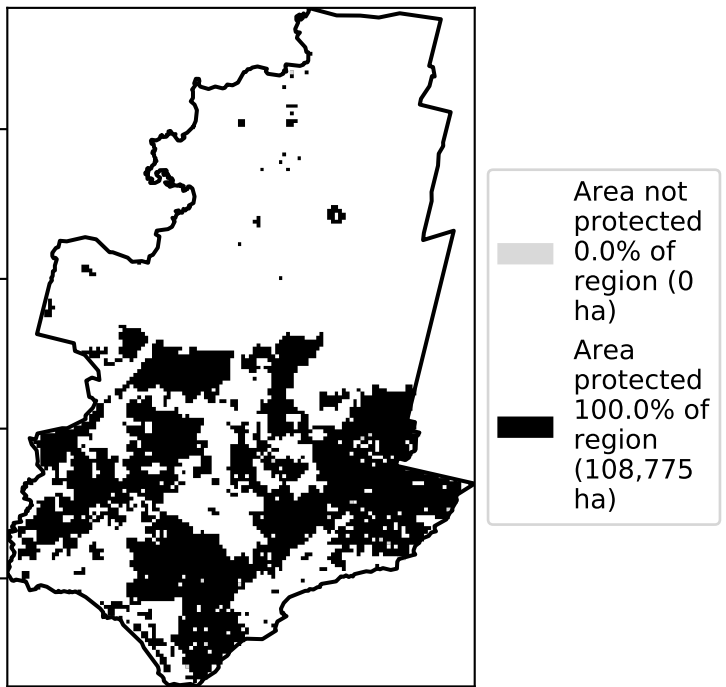 Area not
protected
0.0% of
region (0
ha)
Area
protected
100.0% of
region
(108,775
ha)